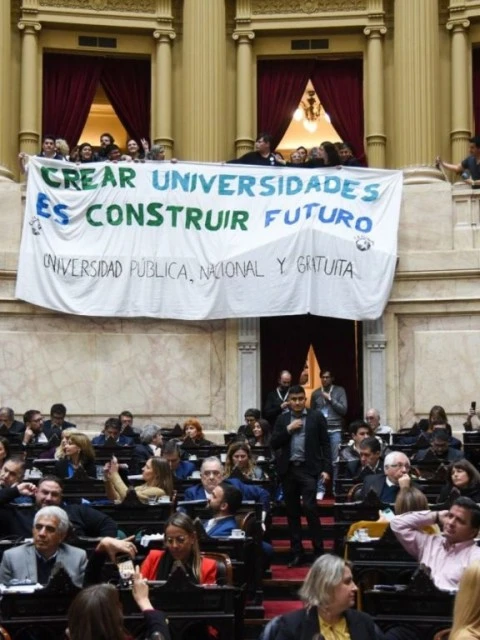 CREAR UNIVERSIDADES
ES CONSTRUIR FUTURO
UNIVERSIDAD PÚBLICA, NACIONAL Y GRATUITA